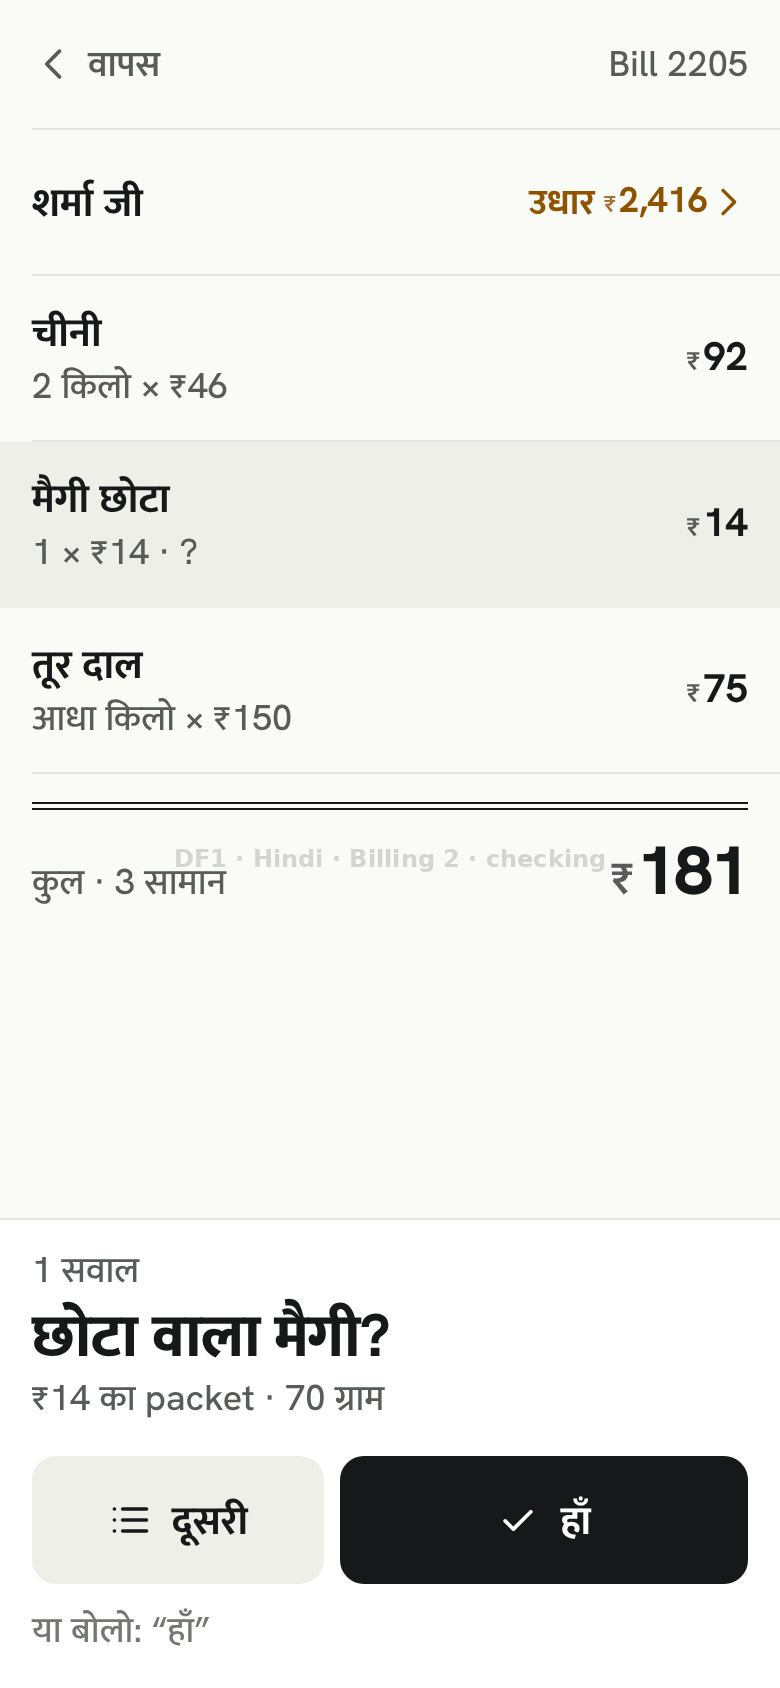 वापस
Bill 2205
शर्मा जी
उधार ₹2,416
चीनी
2 किलो × ₹46
₹92
मैगी छोटा
1 × ₹14 · ?
₹14
तूर दाल
आधा किलो × ₹150
₹75
DF1 · Hindi · Billing 2 · checking
कुल · 3 सामान
₹181
1 सवाल
छोटा वाला मैगी?
₹14 का packet · 70 ग्राम
दूसरी
हाँ
या बोलो: “हाँ”